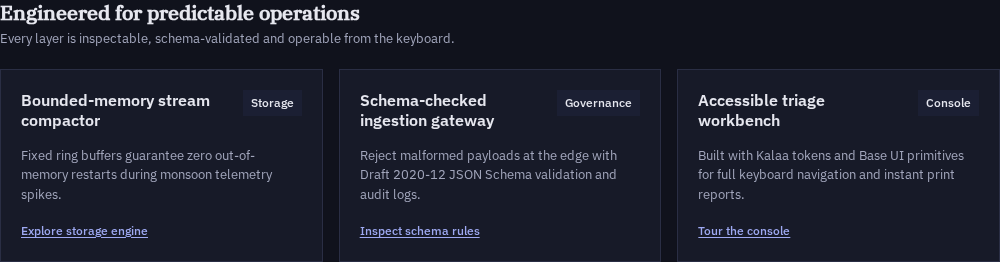 Engineered for predictable operations
Every layer is inspectable, schema-validated and operable from the keyboard.
Bounded-memory stream
compactor
Storage
Fixed ring buffers guarantee zero out-of-
memory restarts during monsoon telemetry
spikes.
Explore storage engine
Schema-checked
ingestion gateway
Governance
Reject malformed payloads at the edge with
Draft 2020-12 JSON Schema validation and
audit logs.
Inspect schema rules
Accessible triage
workbench
Console
Built with Kalaa tokens and Base UI primitives
for full keyboard navigation and instant print
reports.
Tour the console